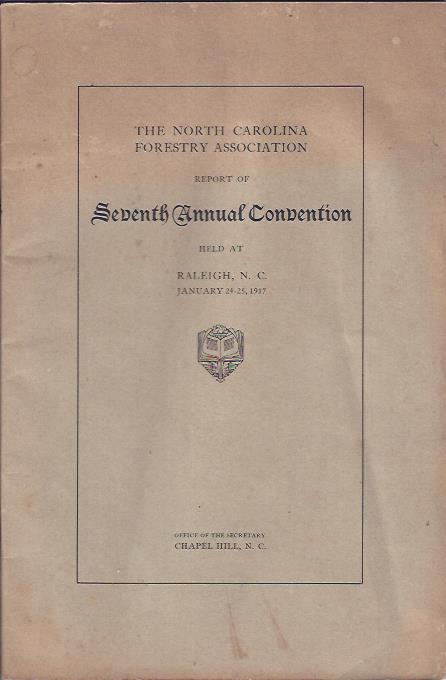 THE NORTH CAROLINA
FORESTRY ASSOCIATION
REPORT OF
Seventh Annual Convention
HELD AT
RALEIGH, N. C.
JANUARY 24-25, 1917
OFFICE OF THE SECRETARY
CHAPEL HILL, N. C.